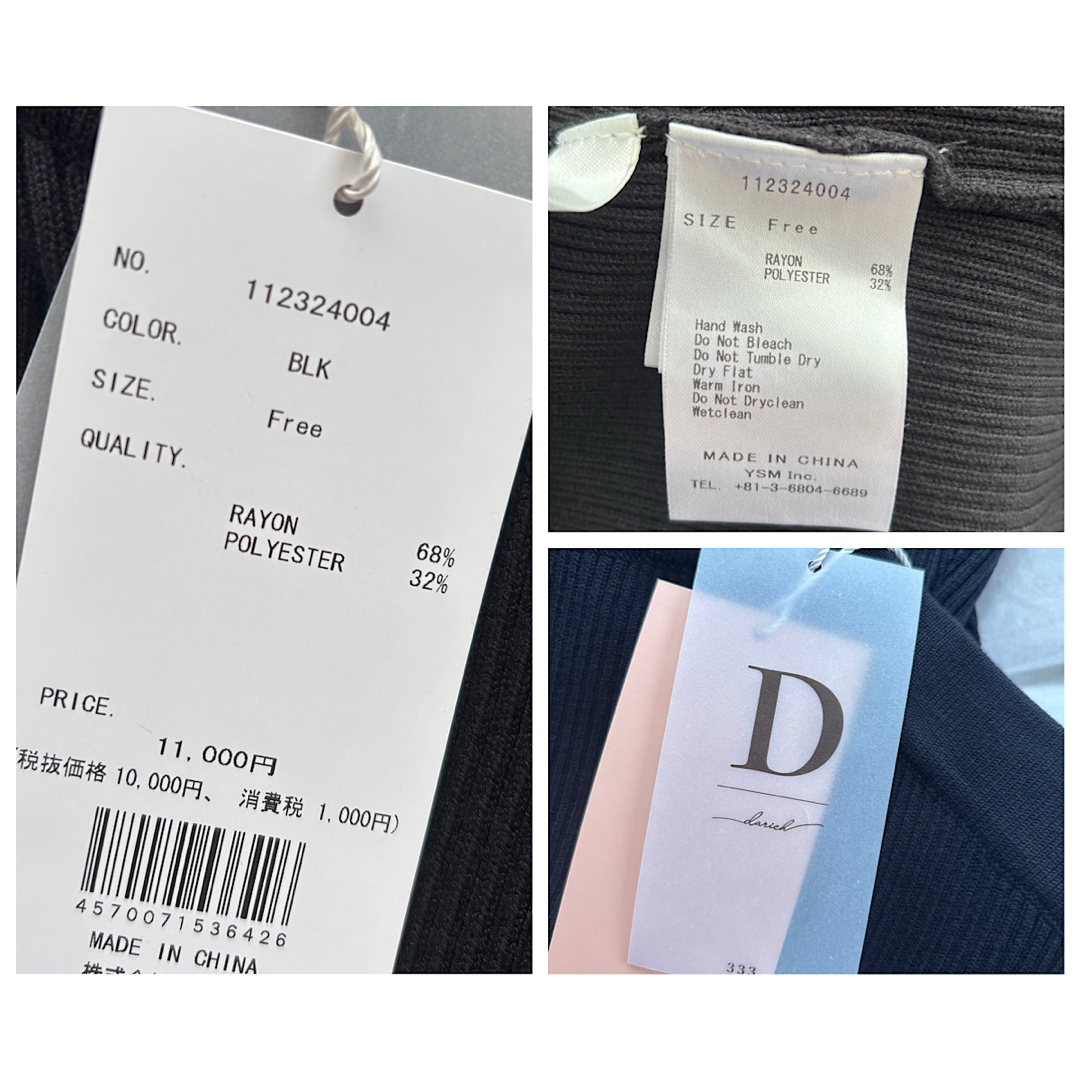 NO. 112324004
COLOR. BLK
SIZE. Free
QUALITY.
RAYON 68%
POLYESTER 32%
PRICE.
11,000円
(税抜価格 10,000円、 消費税 1,000円)
4570071536426
MADE IN CHINA
株式会
112324004
SIZE Free
RAYON 68%
POLYESTER 32%
Hand Wash
Do Not Bleach
Do Not Tumble Dry
Dry Flat
Warm Iron
Do Not Dryclean
Wetclean
MADE IN CHINA
YSM Inc.
TEL. +81-3-6804-6689
D
darich
333